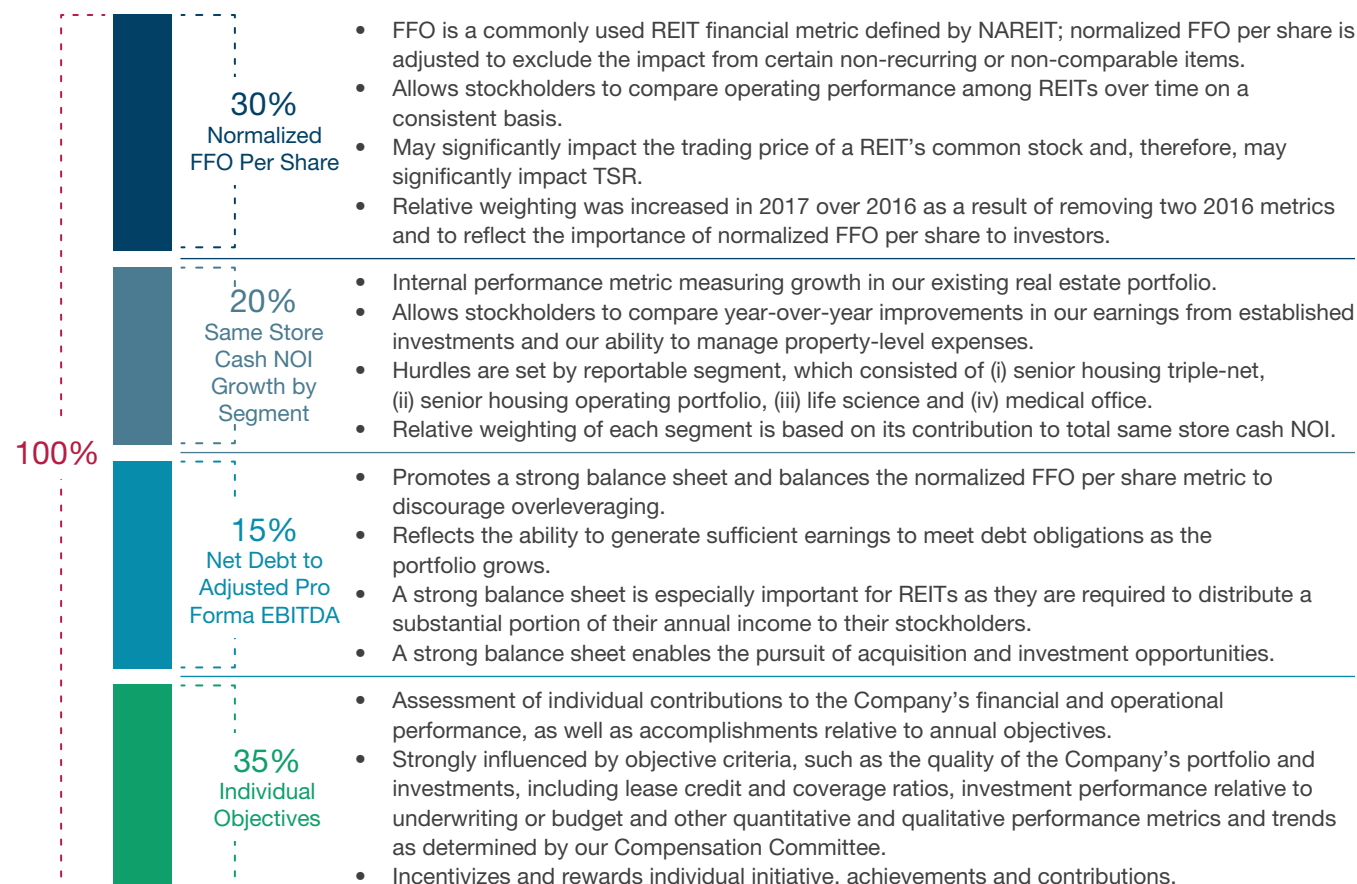 • FFO is a commonly used REIT financial metric defined by NAREIT; normalized FFO per share is
adjusted to exclude the impact from certain non-recurring or non-comparable items.
• Allows stockholders to compare operating performance among REITs over time on a
consistent basis.
• May significantly impact the trading price of a REIT’s common stock and, therefore, may
significantly impact TSR.
• Relative weighting was increased in 2017 over 2016 as a result of removing two 2016 metrics
and to reflect the importance of normalized FFO per share to investors.
30%
Normalized
FFO Per Share
• Internal performance metric measuring growth in our existing real estate portfolio.
• Allows stockholders to compare year-over-year improvements in our earnings from established
investments and our ability to manage property-level expenses.
• Hurdles are set by reportable segment, which consisted of (i) senior housing triple-net,
(ii) senior housing operating portfolio, (iii) life science and (iv) medical office.
• Relative weighting of each segment is based on its contribution to total same store cash NOI.
20%
Same Store
Cash NOI
Growth by
Segment
100%
• Promotes a strong balance sheet and balances the normalized FFO per share metric to
discourage overleveraging.
• Reflects the ability to generate sufficient earnings to meet debt obligations as the
portfolio grows.
• A strong balance sheet is especially important for REITs as they are required to distribute a
substantial portion of their annual income to their stockholders.
• A strong balance sheet enables the pursuit of acquisition and investment opportunities.
15%
Net Debt to
Adjusted Pro
Forma EBITDA
• Assessment of individual contributions to the Company’s financial and operational
performance, as well as accomplishments relative to annual objectives.
• Strongly influenced by objective criteria, such as the quality of the Company’s portfolio and
investments, including lease credit and coverage ratios, investment performance relative to
underwriting or budget and other quantitative and qualitative performance metrics and trends
as determined by our Compensation Committee.
• Incentivizes and rewards individual initiative, achievements and contributions.
35%
Individual
Objectives